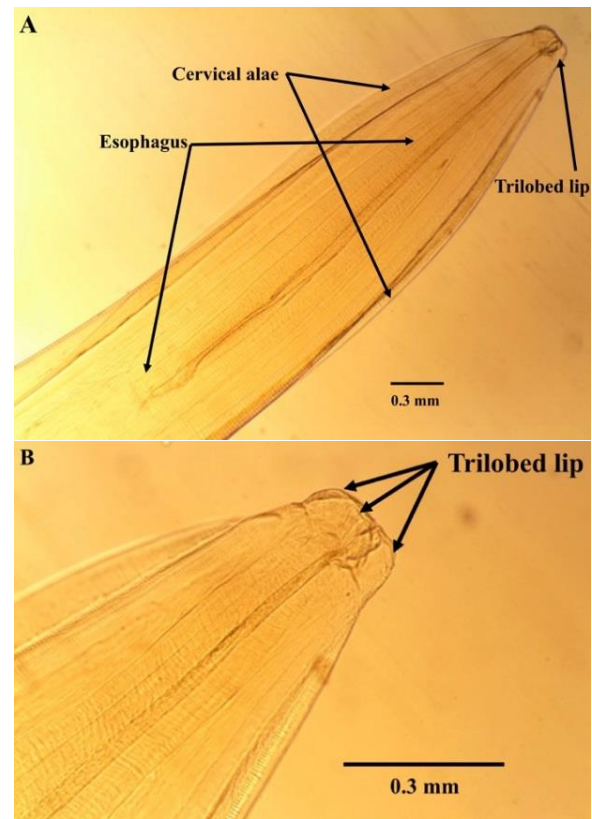 A
Cervical alae
Esophagus
Trilobed lip
0.3 mm
B
Trilobed lip
0.3 mm